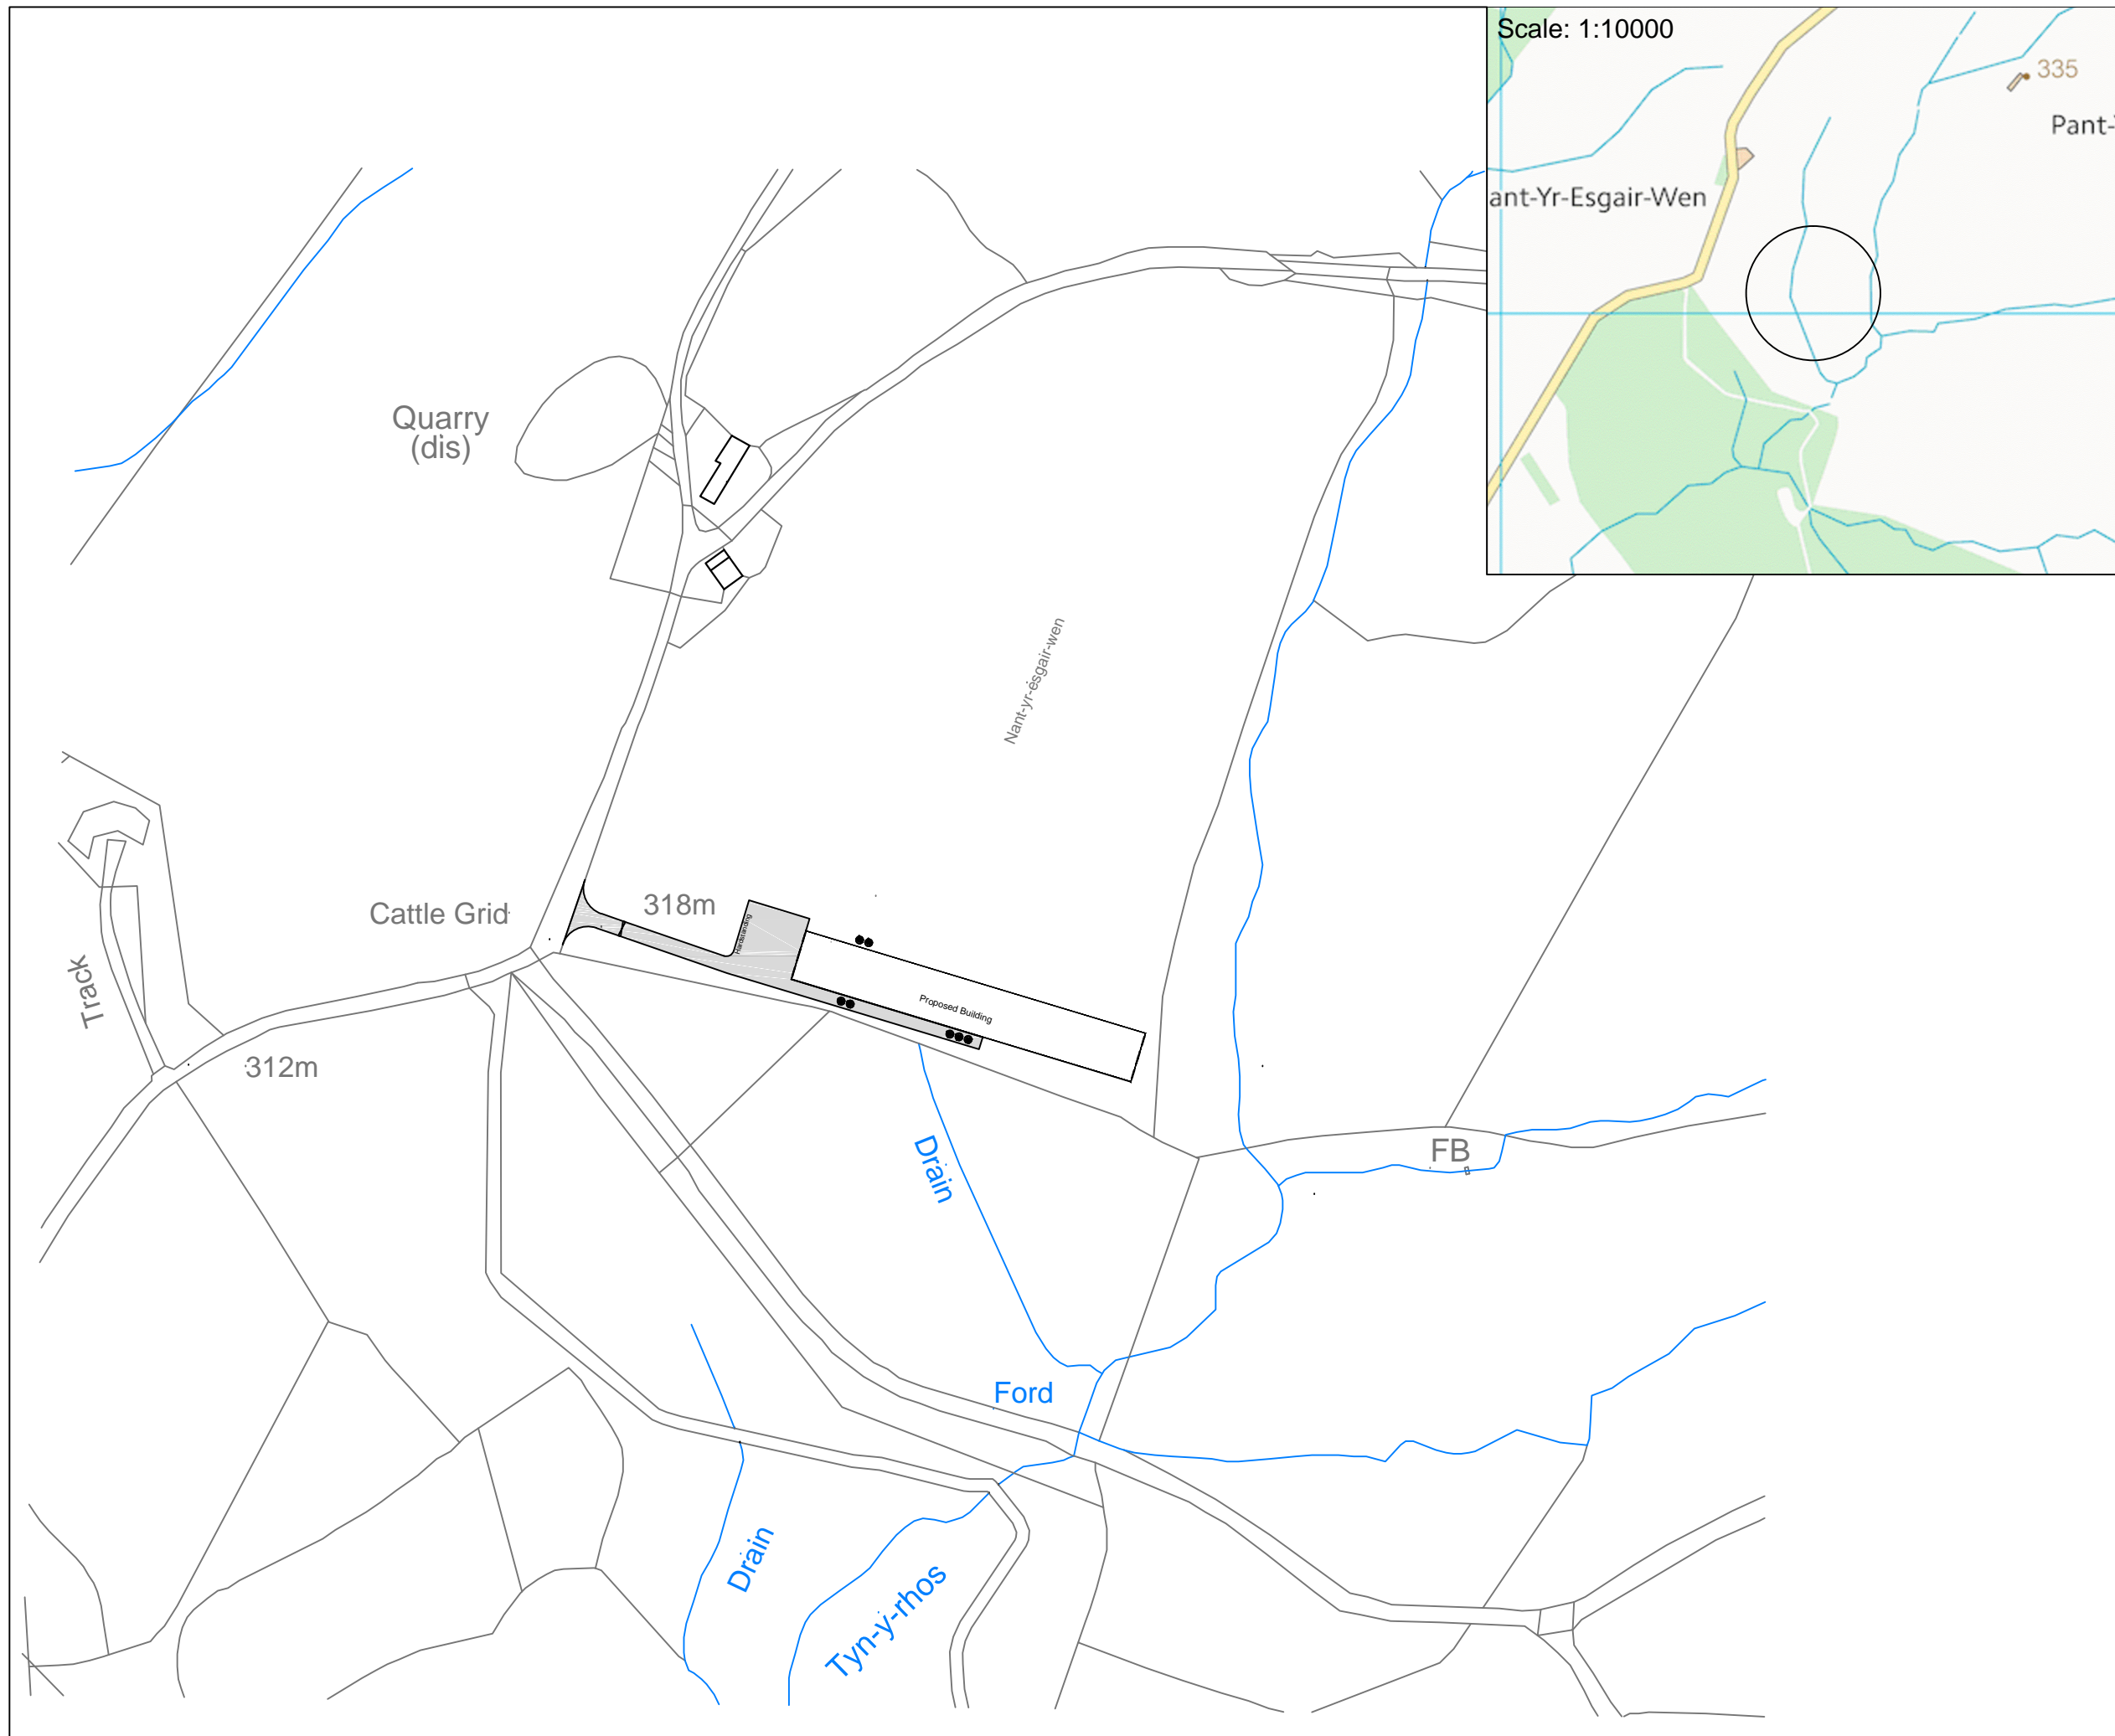 Scale: 1:10000
335
Pant-
ant-Yr-Esgair-Wen
Quarry
(dis)
Nant-yr-esgair-wen
Cattle Grid
318m
Hardstanding
Track
Proposed Building
312m
Drain
FB
Ford
Drain
Tyn-y-rhos